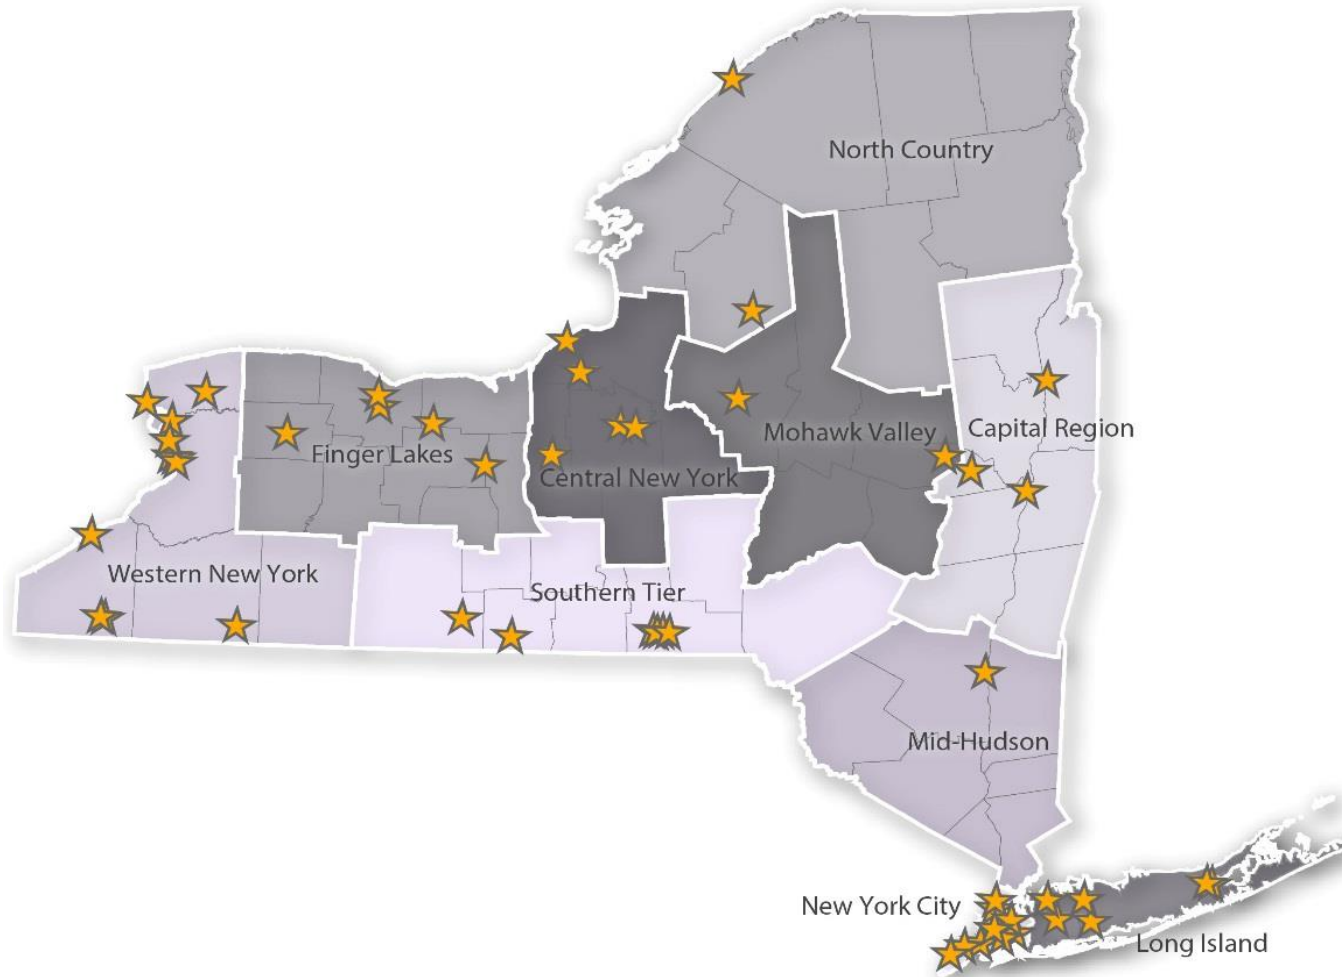 North Country
Mohawk Valley
Capital Region
Finger Lakes
Central New York
Western New York
Southern Tier
Mid-Hudson
New York City
Long Island